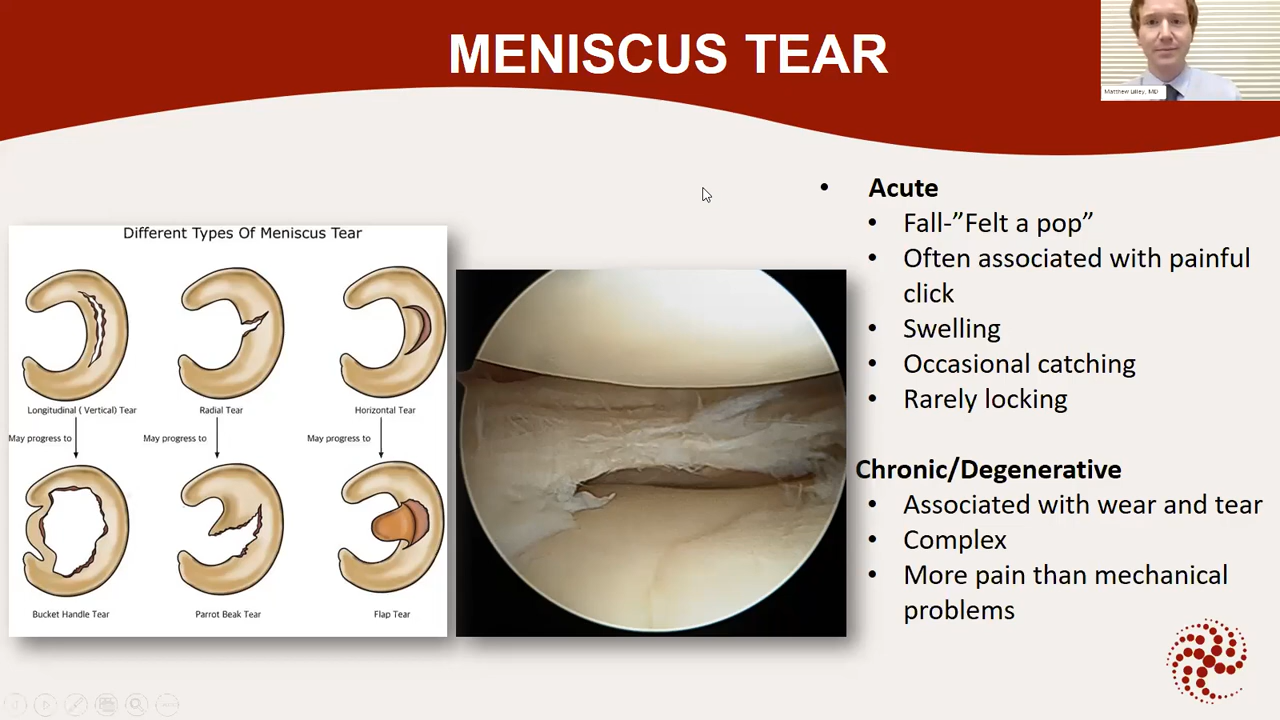 MENISCUS TEAR
Matthew Lilley, MD
Different Types Of Meniscus Tear
Longitudinal ( Vertical) Tear
Radial Tear
Horizontal Tear
May progress to
May progress to
May progress to
Bucket Handle Tear
Parrot Beak Tear
Flap Tear
• Acute
• Fall-”Felt a pop”
• Often associated with painful
click
• Swelling
• Occasional catching
• Rarely locking
Chronic/Degenerative
• Associated with wear and tear
• Complex
• More pain than mechanical
problems